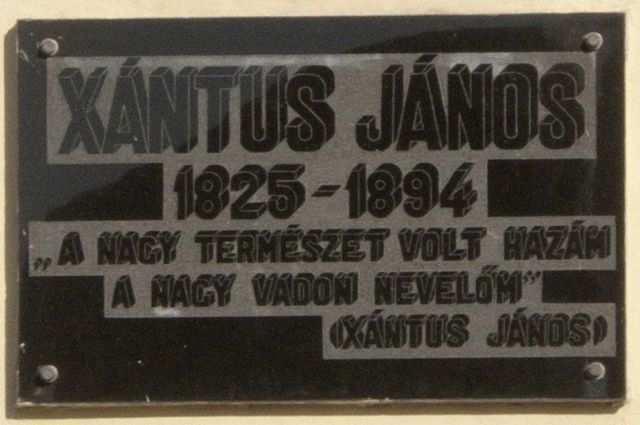 XÁNTUS JÁNOS
1825-1894
„A NAGY TERMÉSZET VOLT HAZÁM
A NAGY VADON NEVELŐM”
(XÁNTUS JÁNOS)